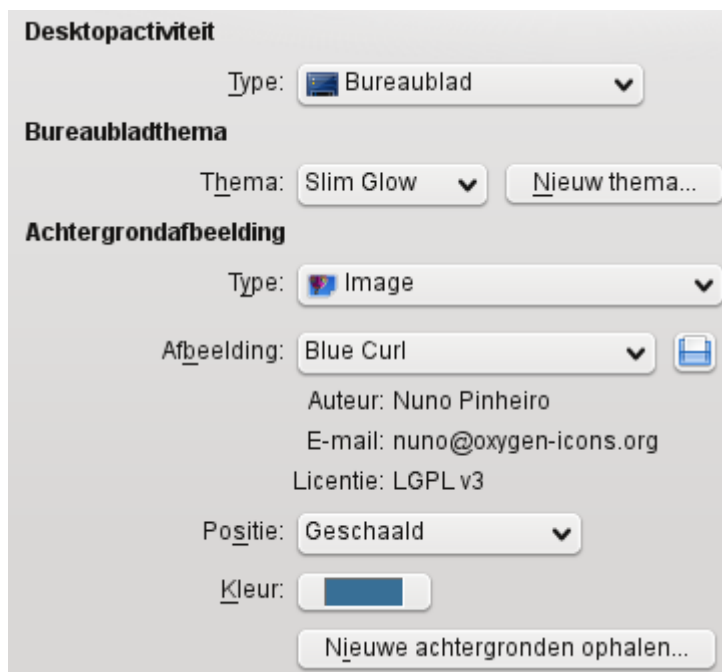 Desktopactiviteit
Type: Bureaublad
Bureaubladthema
Thema: Slim Glow Nieuw thema...
Achtergrondafbeelding
Type: Image
Afbeelding: Blue Curl
Auteur: Nuno Pinheiro
E-mail: nuno@oxygen-icons.org
Licentie: LGPL v3
Positie: Geschaald
Kleur:
Nieuwe achtergronden ophalen...